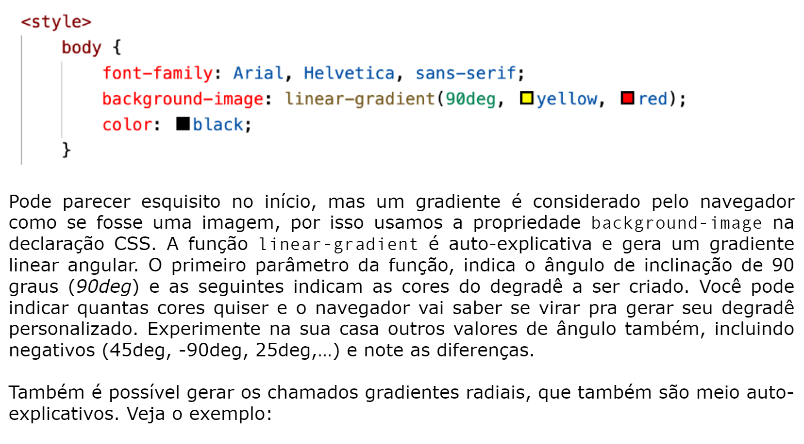 <style>
body {
font-family: Arial, Helvetica, sans-serif;
background-image: linear-gradient(90deg, yellow, red);
color: black;
}
Pode parecer esquisito no início, mas um gradiente é considerado pelo navegador
como se fosse uma imagem, por isso usamos a propriedade background-image na
declaração CSS. A função linear-gradient é auto-explicativa e gera um gradiente
linear angular. O primeiro parâmetro da função, indica o ângulo de inclinação de 90
graus (90deg) e as seguintes indicam as cores do degradê a ser criado. Você pode
indicar quantas cores quiser e o navegador vai saber se virar pra gerar seu degradê
personalizado. Experimente na sua casa outros valores de ângulo também, incluindo
negativos (45deg, -90deg, 25deg,...) e note as diferenças.
Também é possível gerar os chamados gradientes radiais, que também são meio auto-
explicativos. Veja o exemplo: